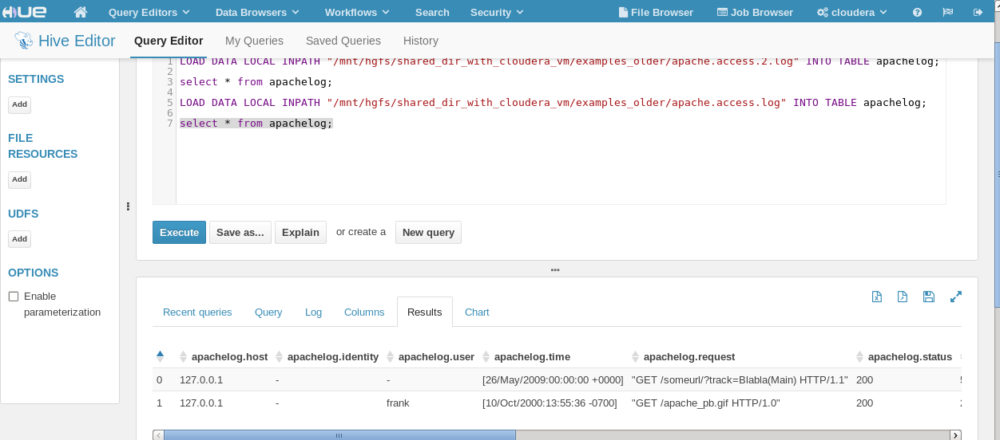 HUE Query Editors Data Browsers Workflows Search Security File Browser Job Browser cloudera
Hive Editor Query Editor My Queries Saved Queries History
SETTINGS
Add
FILE
RESOURCES
Add
UDFS
Add
OPTIONS
Enable
parameterization
1 LOAD DATA LOCAL INPATH "/mnt/hgfs/shared_dir_with_cloudera_vm/examples_older/apache.access.2.log" INTO TABLE apachelog;
2
3 select * from apachelog;
4
5 LOAD DATA LOCAL INPATH "/mnt/hgfs/shared_dir_with_cloudera_vm/examples_older/apache.access.log" INTO TABLE apachelog;
6
7 select * from apachelog;
Execute Save as... Explain or create a New query
Recent queries Query Log Columns Results Chart
apachelog.host apachelog.identity apachelog.user apachelog.time apachelog.request apachelog.status
0 127.0.0.1 - - [26/May/2009:00:00:00 +0000] "GET /someurl/?track=Blabla(Main) HTTP/1.1" 200
1 127.0.0.1 - frank [10/Oct/2000:13:55:36 -0700] "GET /apache_pb.gif HTTP/1.0" 200